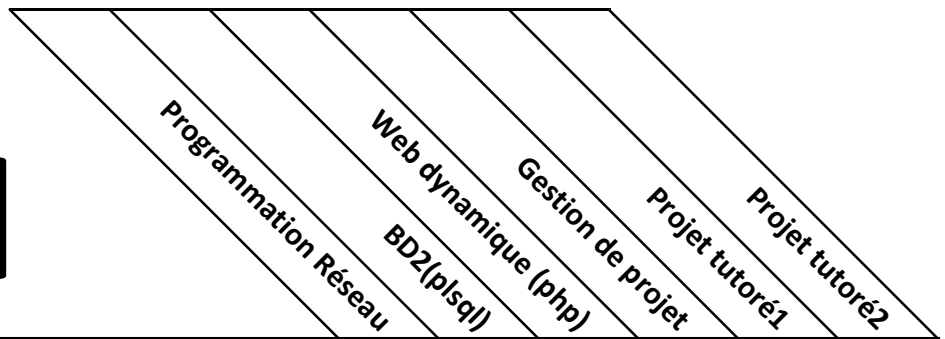 Programmation Réseau
BD2(plsql)
Web dynamique (php)
Gestion de projet
Projet tutoré1
Projet tutoré2